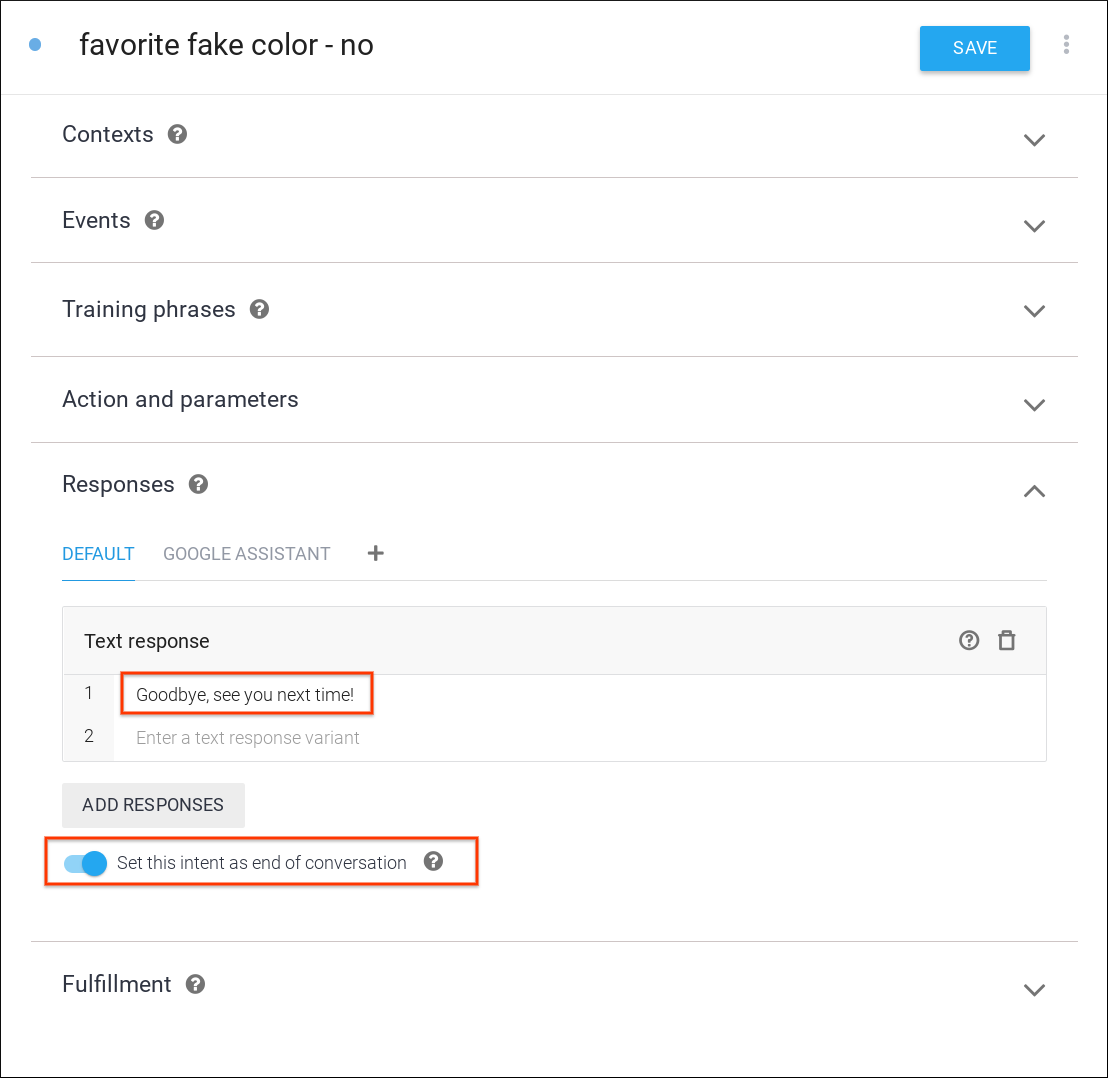 favorite fake color - no
SAVE
Contexts ?
Events ?
Training phrases ?
Action and parameters
Responses ?
DEFAULT GOOGLE ASSISTANT +
Text response ?
1 Goodbye, see you next time!
2 Enter a text response variant
ADD RESPONSES
Set this intent as end of conversation ?
Fulfillment ?